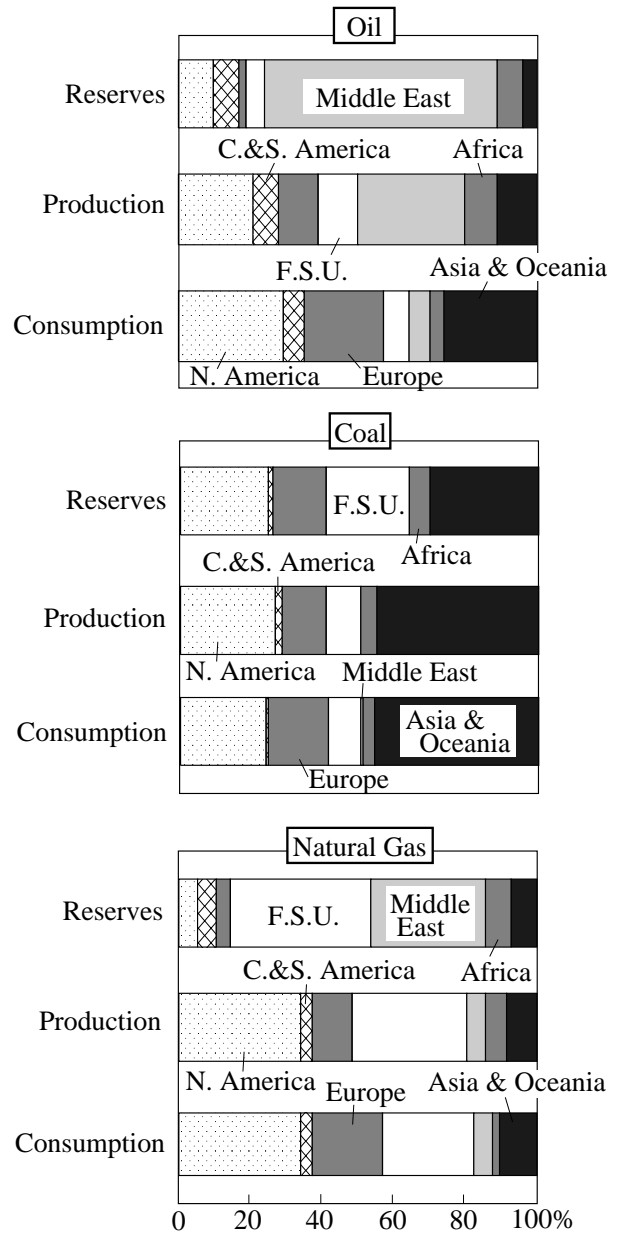 Oil
Reserves
Middle East
C.&S. America
Africa
Production
F.S.U.
Asia & Oceania
Consumption
N. America
Europe
Coal
Reserves
F.S.U.
C.&S. America
Africa
Production
N. America
Middle East
Consumption
Asia &
Oceania
Europe
Natural Gas
Reserves
F.S.U.
Middle
East
C.&S. America
Africa
Production
N. America
Europe
Asia & Oceania
Consumption
0 20 40 60 80 100%